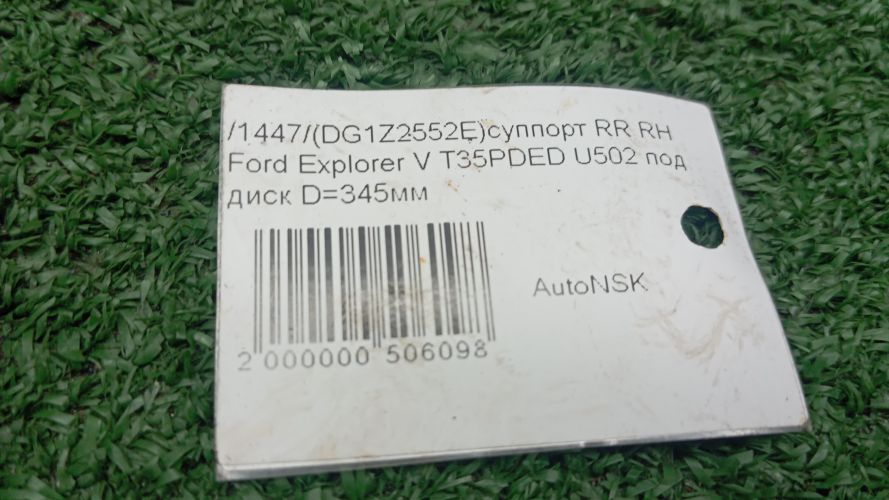 /1447/(DG1Z2552E)суппорт RR RH
Ford Explorer V T35PDED U502 под
диск D=345мм
AutoNSK
2 000000 506098